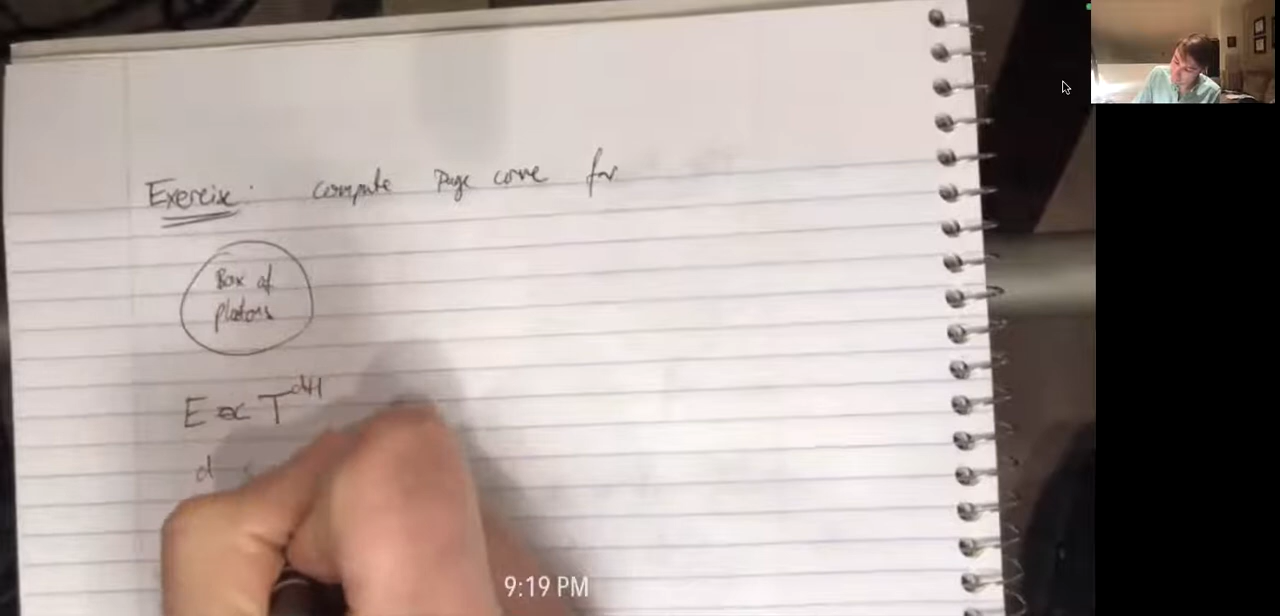 Exercise: compute Page curve for
Box of
photons
E ∝ T^{d+1}
d
9:19 PM